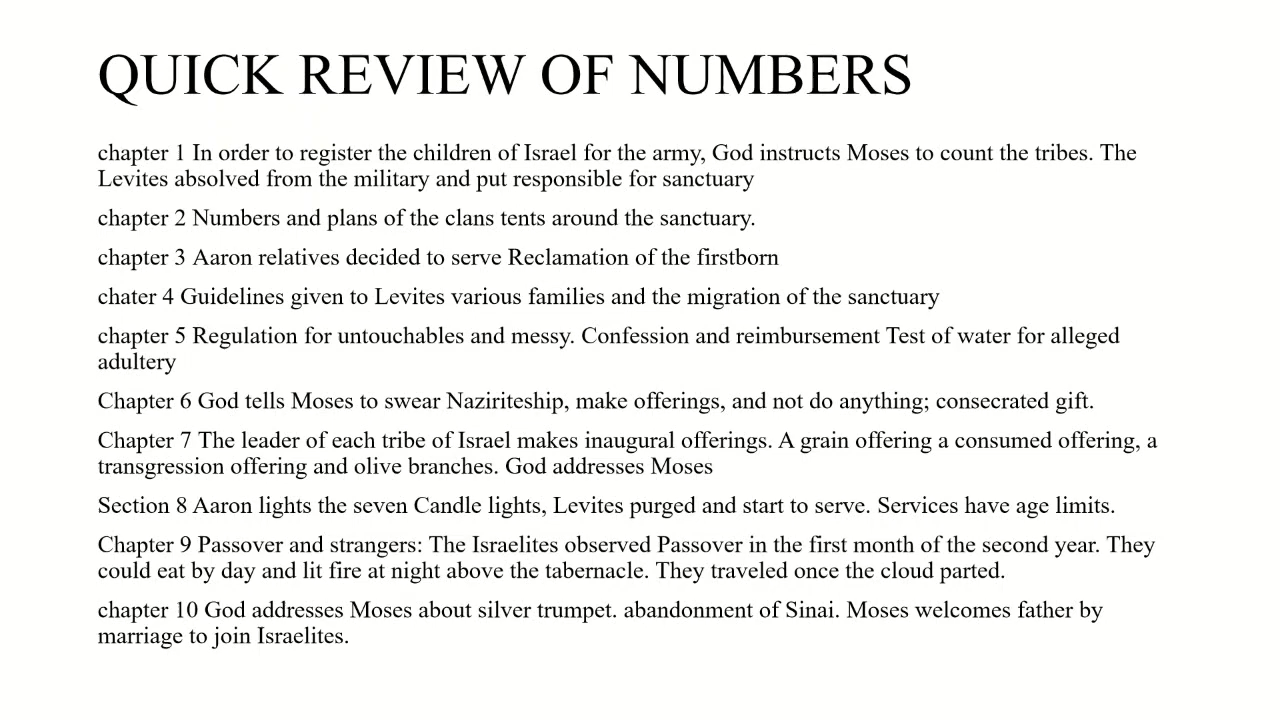 QUICK REVIEW OF NUMBERS
chapter 1 In order to register the children of Israel for the army, God instructs Moses to count the tribes. The
Levites absolved from the military and put responsible for sanctuary
chapter 2 Numbers and plans of the clans tents around the sanctuary.
chapter 3 Aaron relatives decided to serve Reclamation of the firstborn
chater 4 Guidelines given to Levites various families and the migration of the sanctuary
chapter 5 Regulation for untouchables and messy. Confession and reimbursement Test of water for alleged
adultery
Chapter 6 God tells Moses to swear Naziriteship, make offerings, and not do anything; consecrated gift.
Chapter 7 The leader of each tribe of Israel makes inaugural offerings. A grain offering a consumed offering, a
transgression offering and olive branches. God addresses Moses
Section 8 Aaron lights the seven Candle lights, Levites purged and start to serve. Services have age limits.
Chapter 9 Passover and strangers: The Israelites observed Passover in the first month of the second year. They
could eat by day and lit fire at night above the tabernacle. They traveled once the cloud parted.
chapter 10 God addresses Moses about silver trumpet. abandonment of Sinai. Moses welcomes father by
marriage to join Israelites.